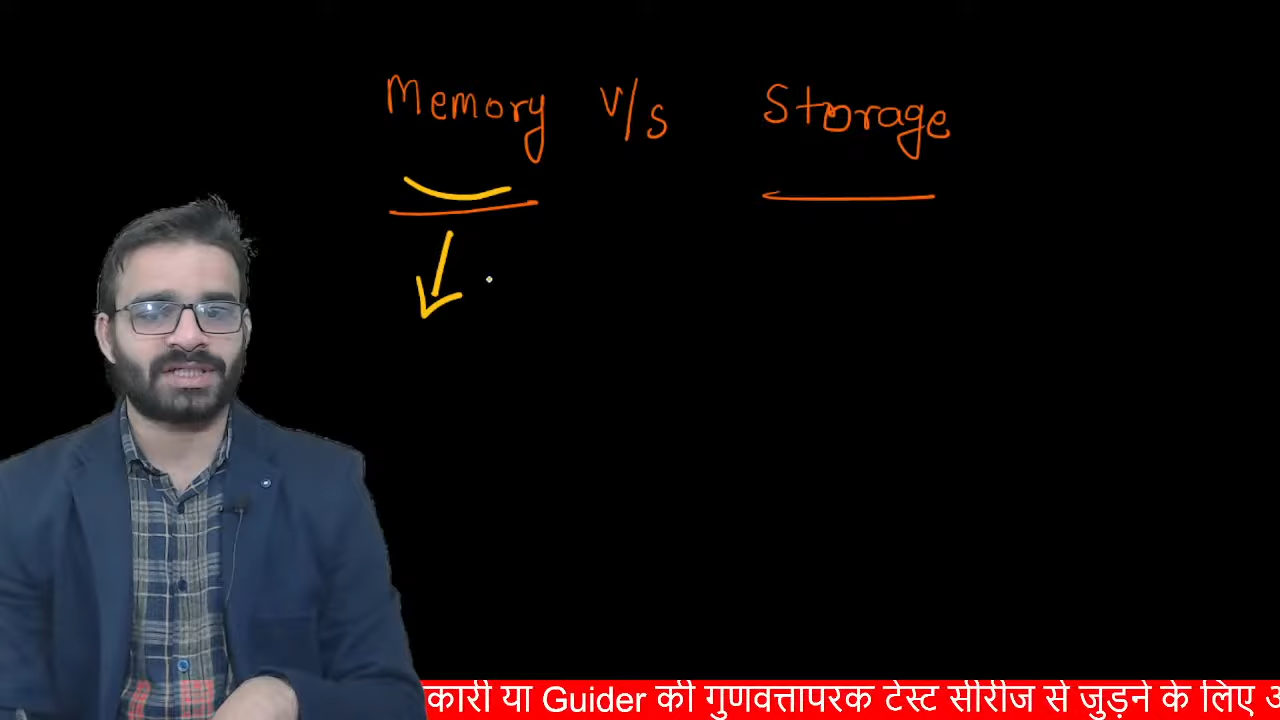 Memory v/s Storage
कारी या Guider की गुणवत्तापरक टेस्ट सीरीज से जुड़ने के लिए अ